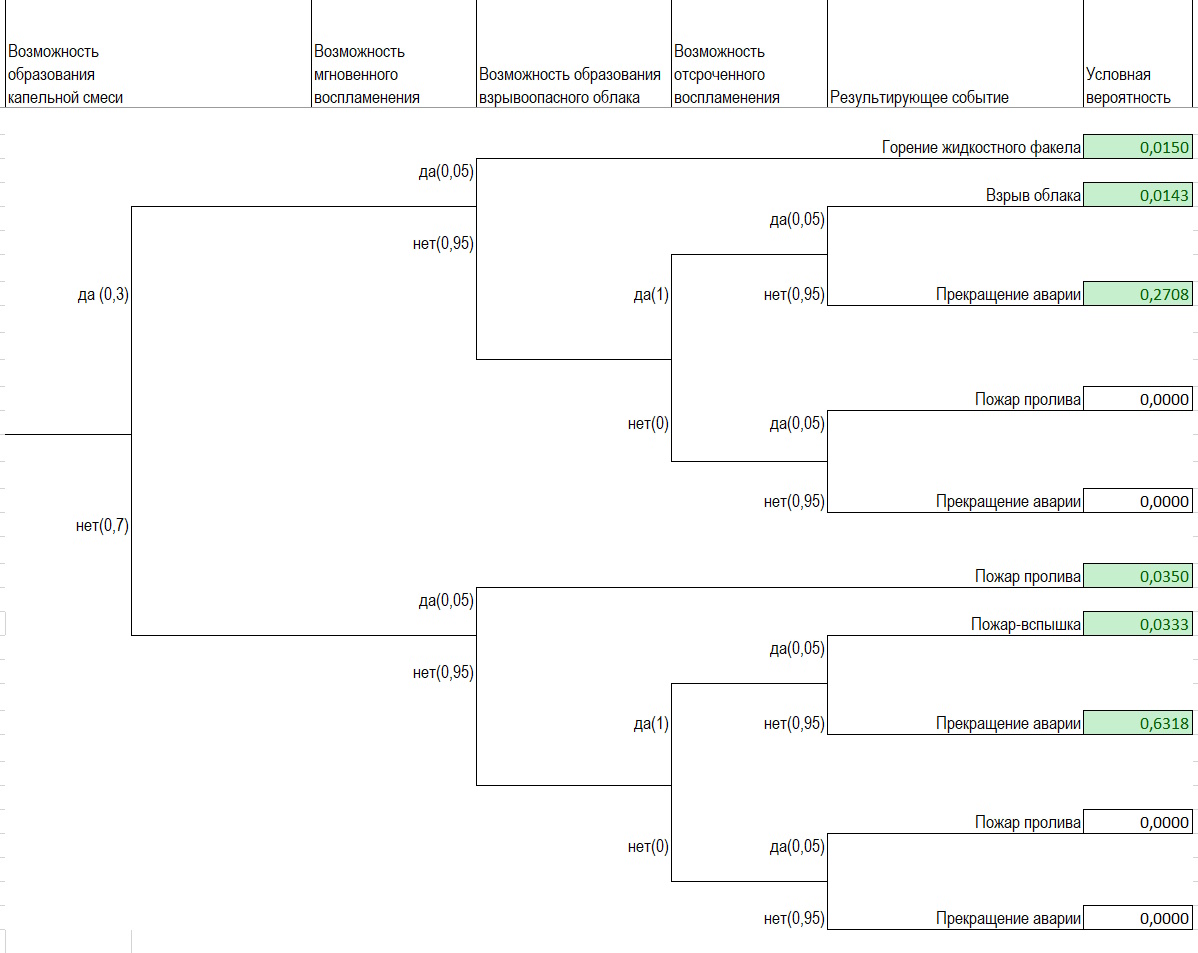 Возможность
образования
капельной смеси
Возможность
мгновенного
воспламенения
Возможность образования
взрывоопасного облака
Возможность
отсроченного
воспламенения
Результирующее событие
Условная
вероятность
Горение жидкостного факела 0,0150
да(0,05)
Взрыв облака 0,0143
да(0,05)
нет(0,95)
да (0,3)
да(1)
нет(0,95)
Прекращение аварии 0,2708
Пожар пролива 0,0000
нет(0)
да(0,05)
нет(0,95)
Прекращение аварии 0,0000
нет(0,7)
Пожар пролива 0,0350
да(0,05)
Пожар-вспышка 0,0333
да(0,05)
нет(0,95)
да(1)
нет(0,95)
Прекращение аварии 0,6318
Пожар пролива 0,0000
нет(0)
да(0,05)
нет(0,95)
Прекращение аварии 0,0000